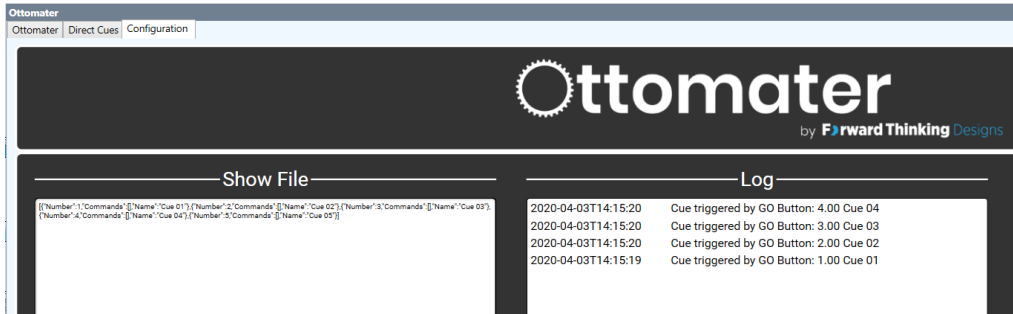 Ottomater
Ottomater Direct Cues Configuration
Ottomater
by Forward Thinking Designs
Show File
[{"Number":1,"Commands":[],"Name":"Cue 01"},{"Number":2,"Commands":[],"Name":"Cue 02"},{"Number":3,"Commands":[],"Name":"Cue 03"},
{"Number":4,"Commands":[],"Name":"Cue 04"},{"Number":5,"Commands":[],"Name":"Cue 05"}]
Log
2020-04-03T14:15:20 Cue triggered by GO Button: 4.00 Cue 04
2020-04-03T14:15:20 Cue triggered by GO Button: 3.00 Cue 03
2020-04-03T14:15:20 Cue triggered by GO Button: 2.00 Cue 02
2020-04-03T14:15:19 Cue triggered by GO Button: 1.00 Cue 01